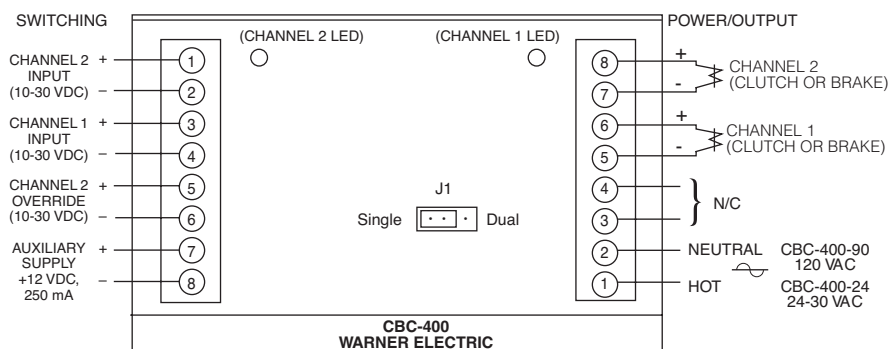 SWITCHING
POWER/OUTPUT
(CHANNEL 2 LED)
(CHANNEL 1 LED)
CHANNEL 2 +
INPUT
(10-30 VDC) –
1
2
CHANNEL 1 +
INPUT
(10-30 VDC) –
3
4
CHANNEL 2 +
OVERRIDE
(10-30 VDC) –
5
6
AUXILIARY +
SUPPLY
+12 VDC, –
250 mA
7
8
J1
Single Dual
8 +
7 -
CHANNEL 2
(CLUTCH OR BRAKE)
6 +
5 -
CHANNEL 1
(CLUTCH OR BRAKE)
4
3
N/C
2 NEUTRAL
1 HOT
CBC-400-90
120 VAC
CBC-400-24
24-30 VAC
CBC-400
WARNER ELECTRIC